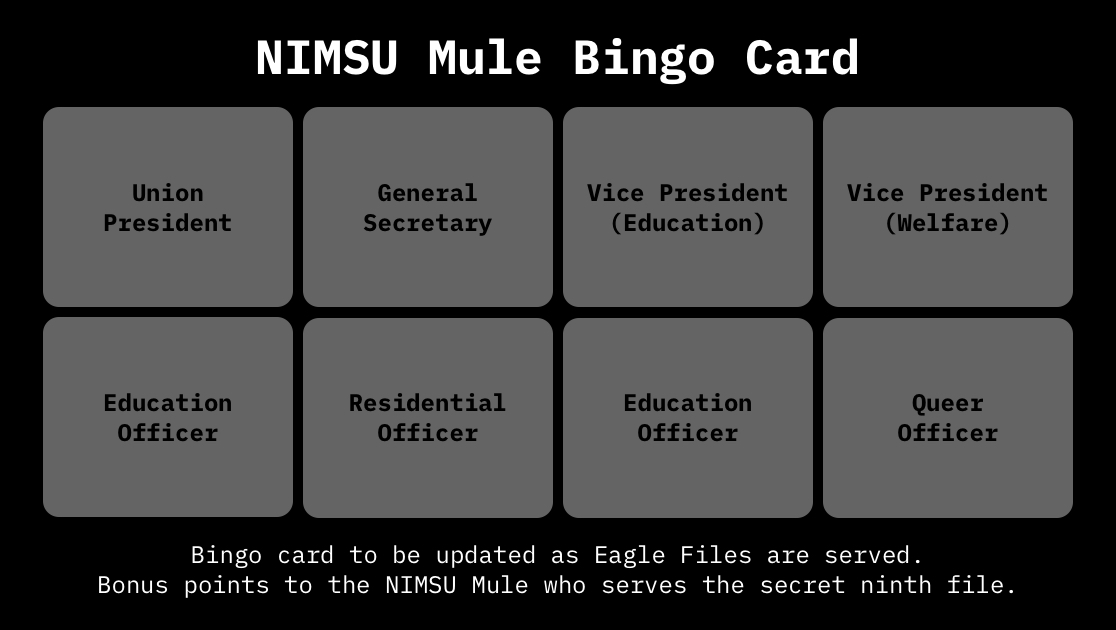 NIMSU Mule Bingo Card
Union
President
General
Secretary
Vice President
(Education)
Vice President
(Welfare)
Education
Officer
Residential
Officer
Education
Officer
Queer
Officer
Bingo card to be updated as Eagle Files are served.
Bonus points to the NIMSU Mule who serves the secret ninth file.